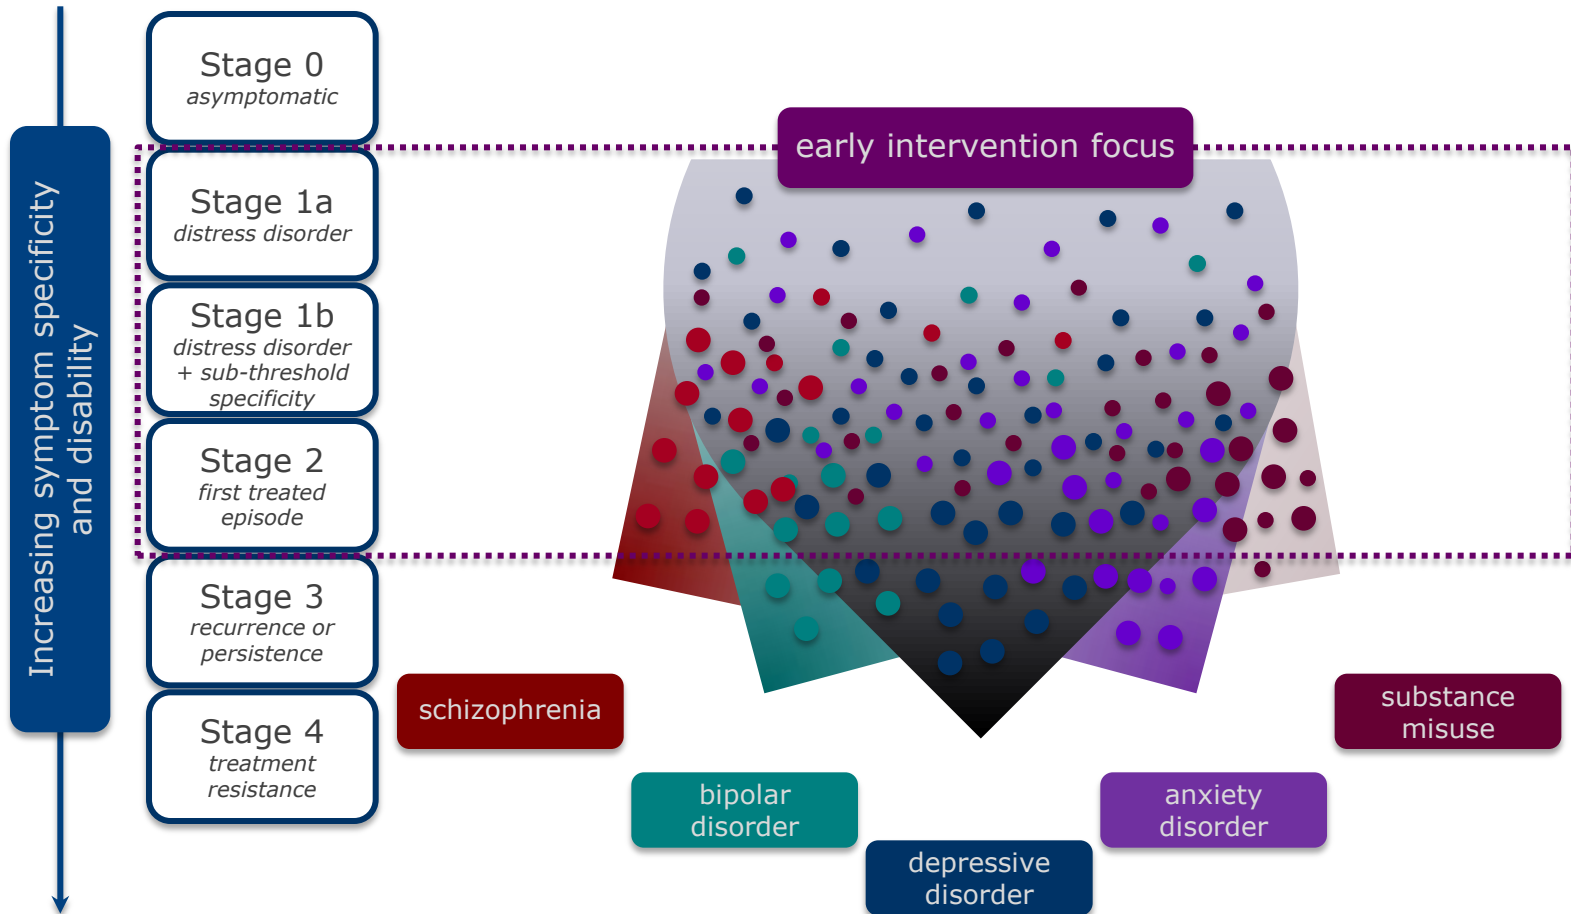 Increasing symptom specificity
and disability
Stage 0
asymptomatic
Stage 1a
distress disorder
Stage 1b
distress disorder
+ sub-threshold
specificity
Stage 2
first treated
episode
Stage 3
recurrence or
persistence
Stage 4
treatment
resistance
early intervention focus
schizophrenia
bipolar
disorder
depressive
disorder
anxiety
disorder
substance
misuse